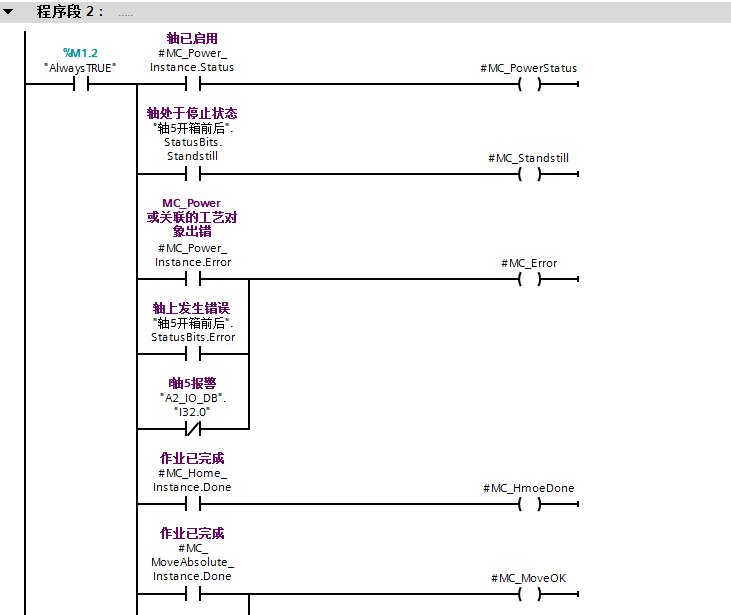 程序段 2： .....
轴已启用
%M1.2
#MC_Power_
"AlwaysTRUE"
Instance.Status
#MC_PowerStatus
轴处于停止状态
"轴5开箱前后".
StatusBits.
Standstill
#MC_Standstill
MC_Power
或关联的工艺对
象出错
#MC_Power_
Instance.Error
#MC_Error
轴上发生错误
"轴5开箱前后".
StatusBits.Error
轴5报警
"A2_IO_DB".
"I32.0"
作业已完成
#MC_Home_
Instance.Done
#MC_HmoeDone
作业已完成
#MC_
MoveAbsolute_
Instance.Done
#MC_MoveOK